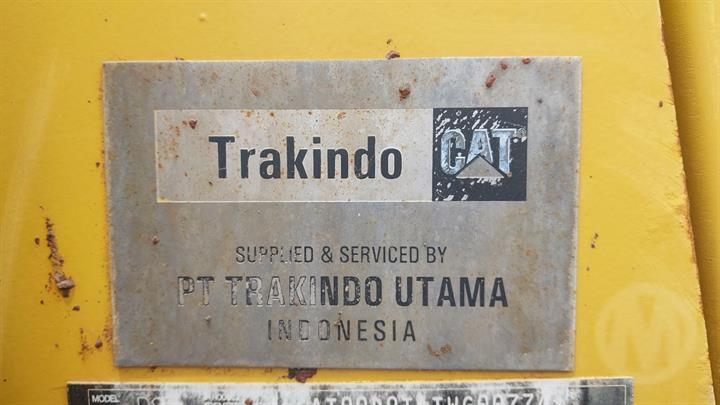 Trakindo CAT
SUPPLIED & SERVICED BY
PT TRAKINDO UTAMA
INDONESIA
MODEL